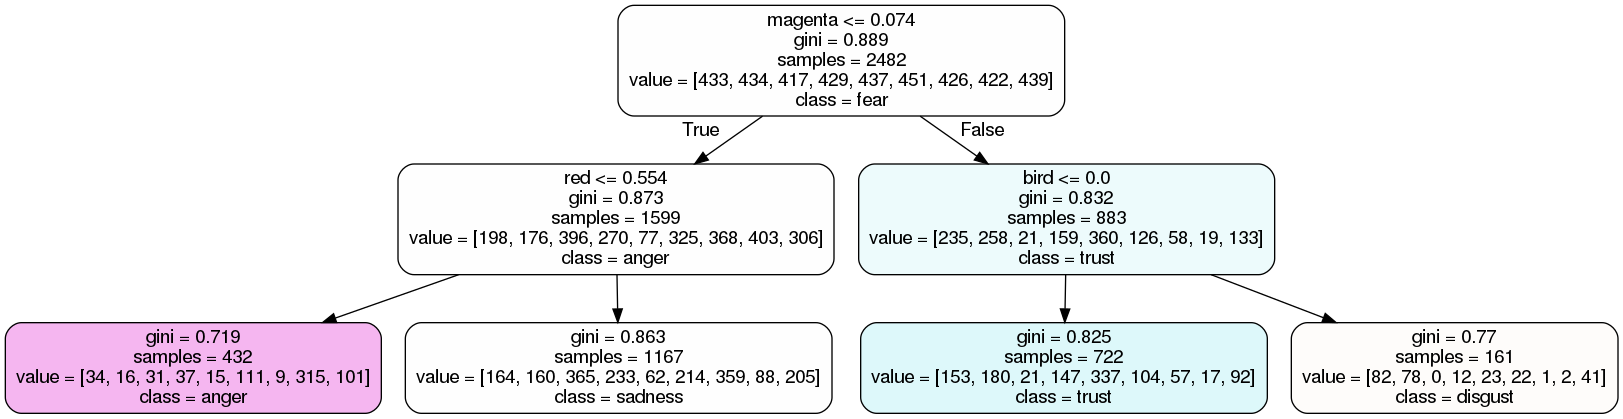 magenta <= 0.074
gini = 0.889
samples = 2482
value = [433, 434, 417, 429, 437, 451, 426, 422, 439]
class = fear
True
False
red <= 0.554
gini = 0.873
samples = 1599
value = [198, 176, 396, 270, 77, 325, 368, 403, 306]
class = anger
bird <= 0.0
gini = 0.832
samples = 883
value = [235, 258, 21, 159, 360, 126, 58, 19, 133]
class = trust
gini = 0.719
samples = 432
value = [34, 16, 31, 37, 15, 111, 9, 315, 101]
class = anger
gini = 0.863
samples = 1167
value = [164, 160, 365, 233, 62, 214, 359, 88, 205]
class = sadness
gini = 0.825
samples = 722
value = [153, 180, 21, 147, 337, 104, 57, 17, 92]
class = trust
gini = 0.77
samples = 161
value = [82, 78, 0, 12, 23, 22, 1, 2, 41]
class = disgust